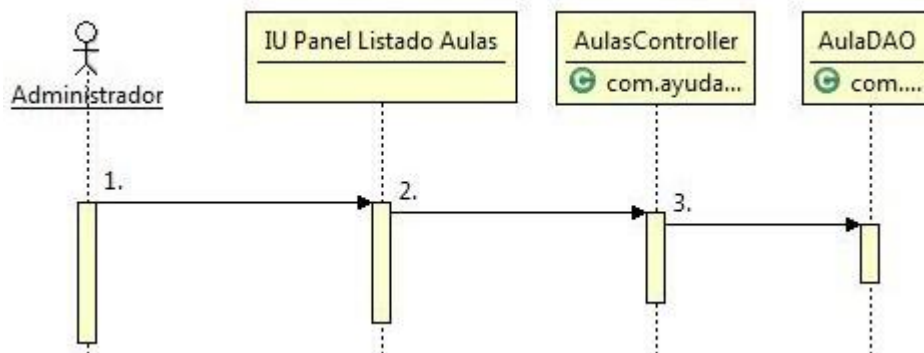 Administrador
IU Panel Listado Aulas
AulasController
com.ayuda...
AulaDAO
com....
1.
2.
3.